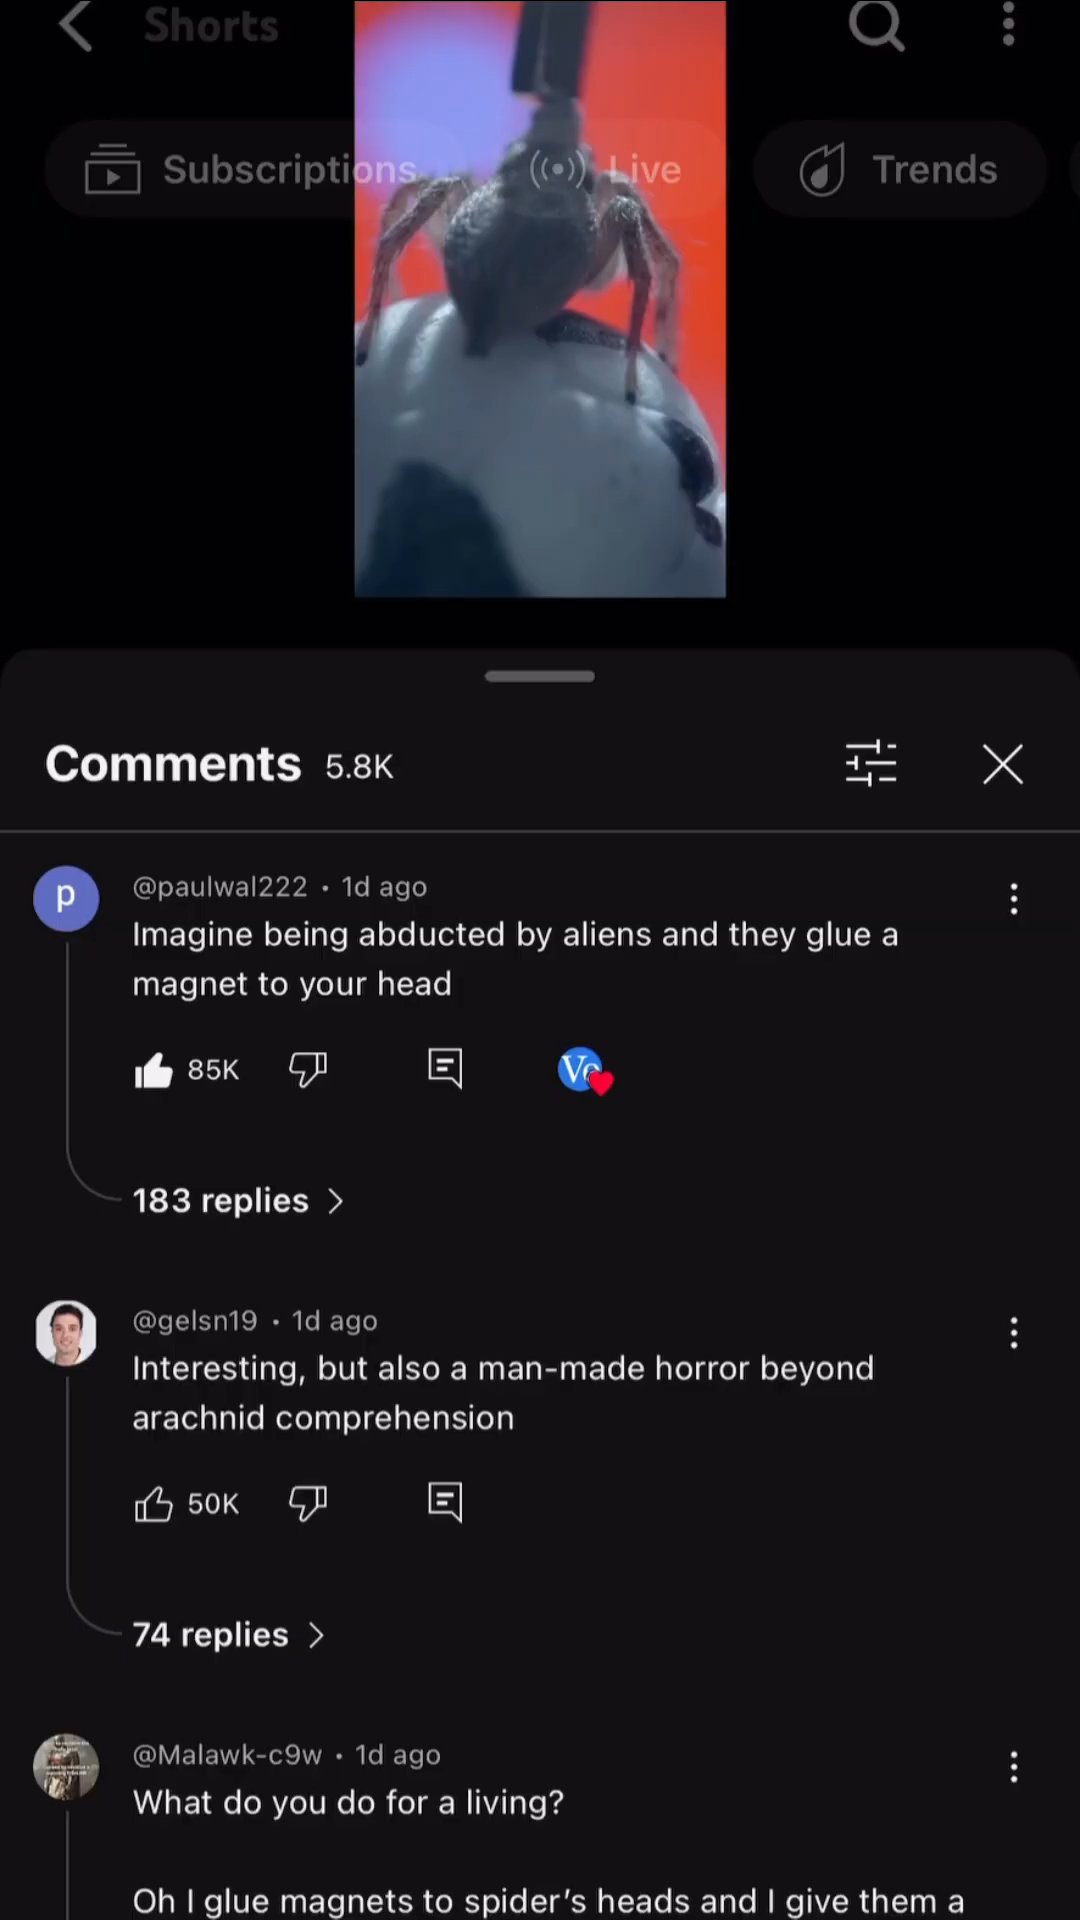 Shorts
Subscriptions
Live
Trends
Comments 5.8K
p
@paulwal222 · 1d ago
Imagine being abducted by aliens and they glue a
magnet to your head
85K
Ve
183 replies
@gelsn19 · 1d ago
Interesting, but also a man-made horror beyond
arachnid comprehension
50K
74 replies
@Malawk-c9w · 1d ago
What do you do for a living?
Oh I glue magnets to spider's heads and I give them a